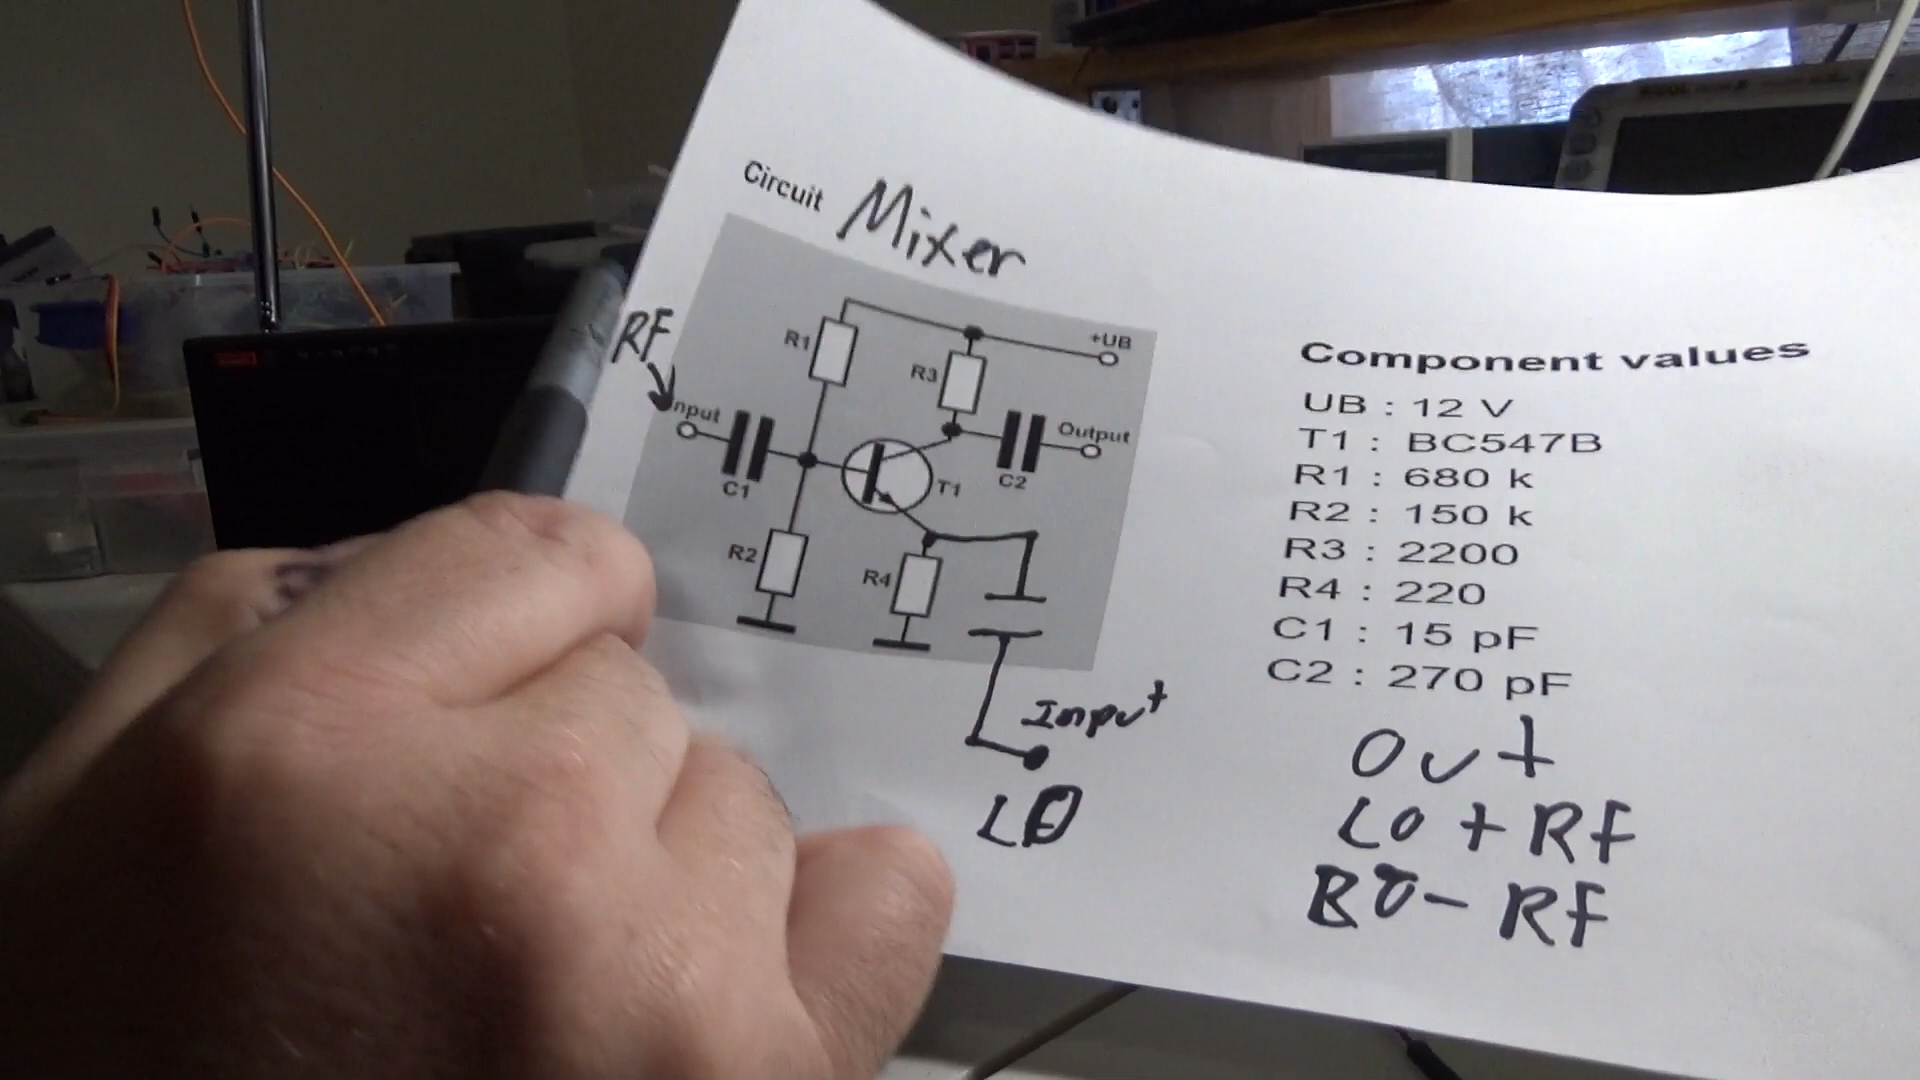 Circuit Mixer
RF
R1
+UB
R3
nput
Output
C1
T1
C2
R2
R4
Input
LO
Component values
UB : 12 V
T1 : BC547B
R1 : 680 k
R2 : 150 k
R3 : 2200
R4 : 220
C1 : 15 pF
C2 : 270 pF
Out
LO + RF
BO - RF